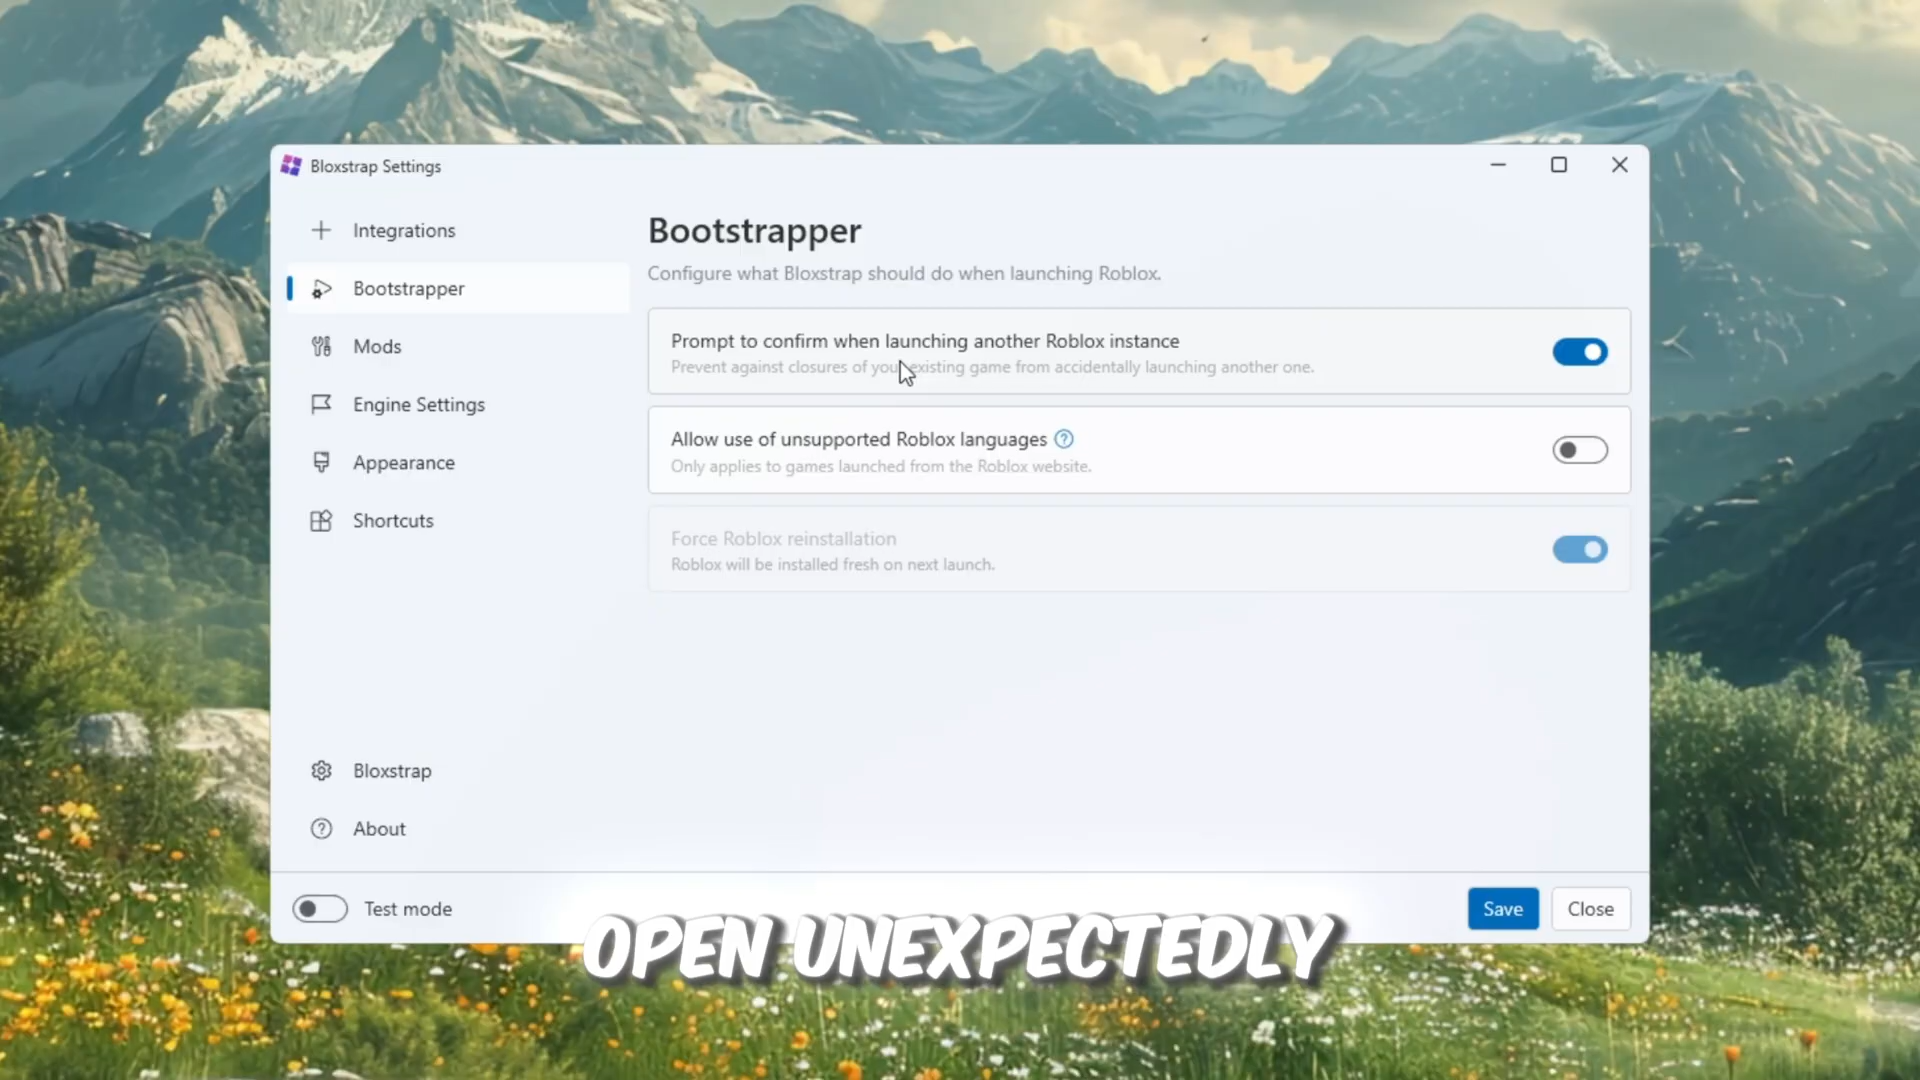 Bloxstrap Settings
Integrations
Bootstrapper
Mods
Engine Settings
Appearance
Shortcuts
Bloxstrap
About
Test mode
Bootstrapper
Configure what Bloxstrap should do when launching Roblox.
Prompt to confirm when launching another Roblox instance
Prevent against closures of your existing game from accidentally launching another one.
Allow use of unsupported Roblox languages
Only applies to games launched from the Roblox website.
Force Roblox reinstallation
Roblox will be installed fresh on next launch.
Save
Close
OPEN UNEXPECTEDLY